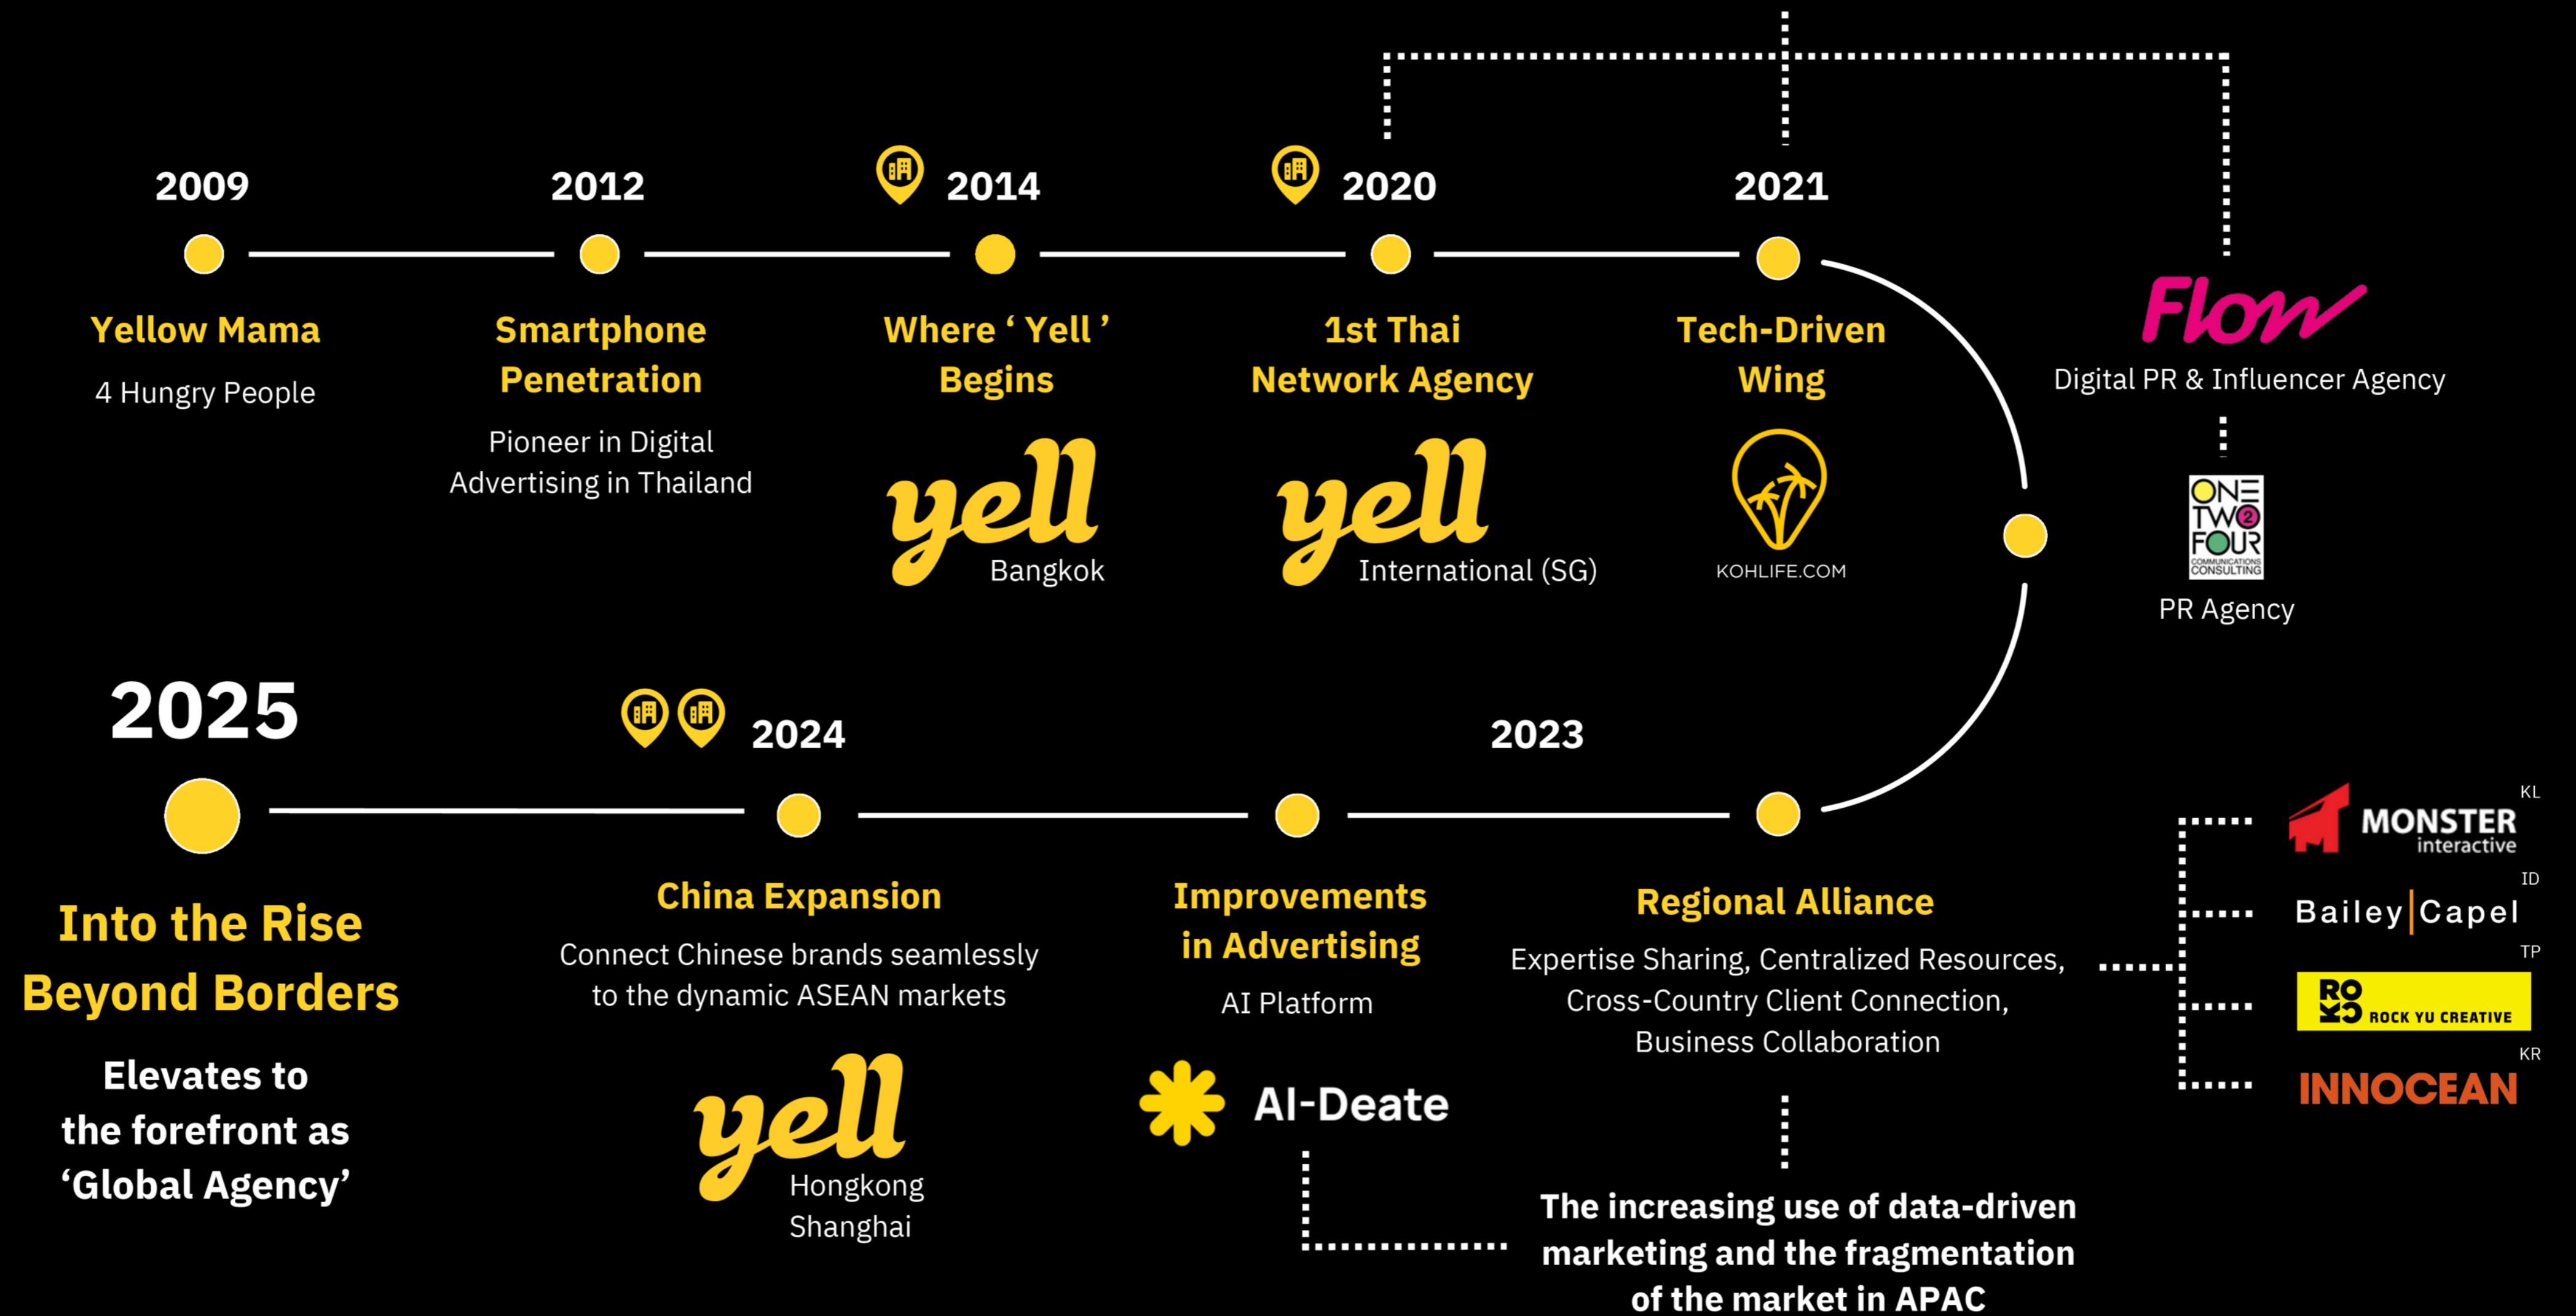 2009
Yellow Mama
4 Hungry People
2012
Smartphone
Penetration
Pioneer in Digital
Advertising in Thailand
2014
Where ‘ Yell ’
Begins
yell
Bangkok
2020
1st Thai
Network Agency
yell
International (SG)
2021
Tech-Driven
Wing
KOHLIFE.COM
Flow
Digital PR & Influencer Agency
ONE
TWO 2
FOUR
COMMUNICATIONS
CONSULTING
PR Agency
2023
Regional Alliance
Expertise Sharing, Centralized Resources,
Cross-Country Client Connection,
Business Collaboration
KL
MONSTER
interactive
ID
Bailey|Capel
TP
ROCK YU CREATIVE
KR
INNOCEAN
The increasing use of data-driven
marketing and the fragmentation
of the market in APAC
Improvements
in Advertising
AI Platform
AI-Deate
2024
China Expansion
Connect Chinese brands seamlessly
to the dynamic ASEAN markets
yell
Hongkong
Shanghai
2025
Into the Rise
Beyond Borders
Elevates to
the forefront as
‘Global Agency’